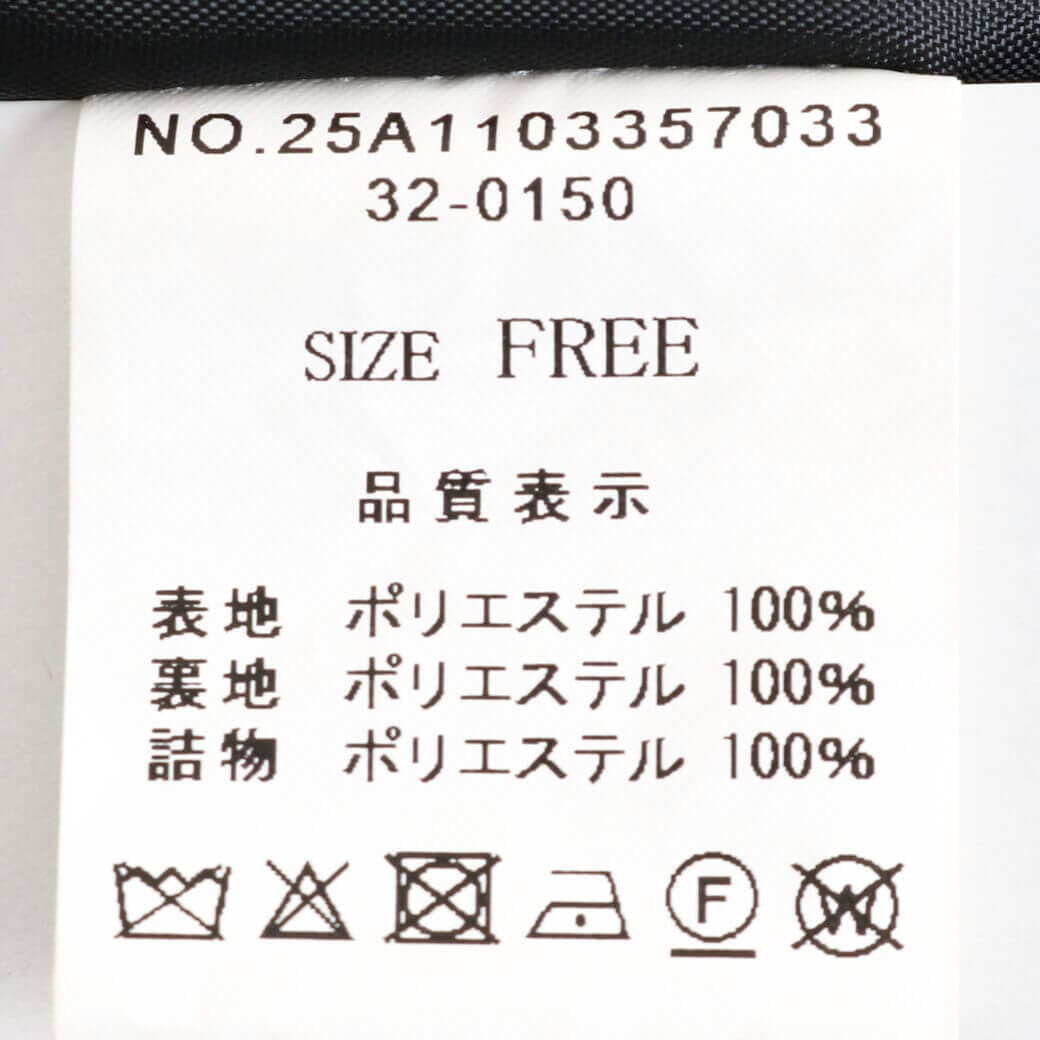 NO.25A1103357033
32-0150
SIZE FREE
品質表示
表地 ポリエステル 100%
裏地 ポリエステル 100%
詰物 ポリエステル 100%
F W